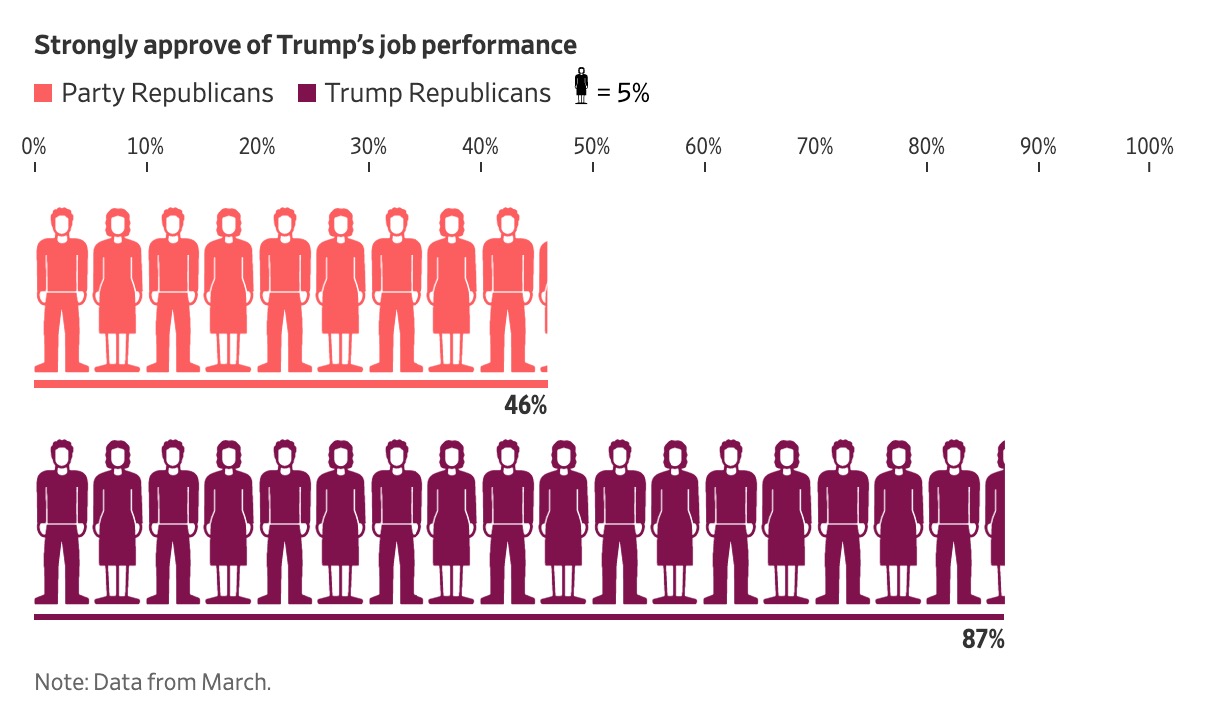 Strongly approve of Trump’s job performance
Party Republicans Trump Republicans = 5%
0% 10% 20% 30% 40% 50% 60% 70% 80% 90% 100%
46%
87%
Note: Data from March.